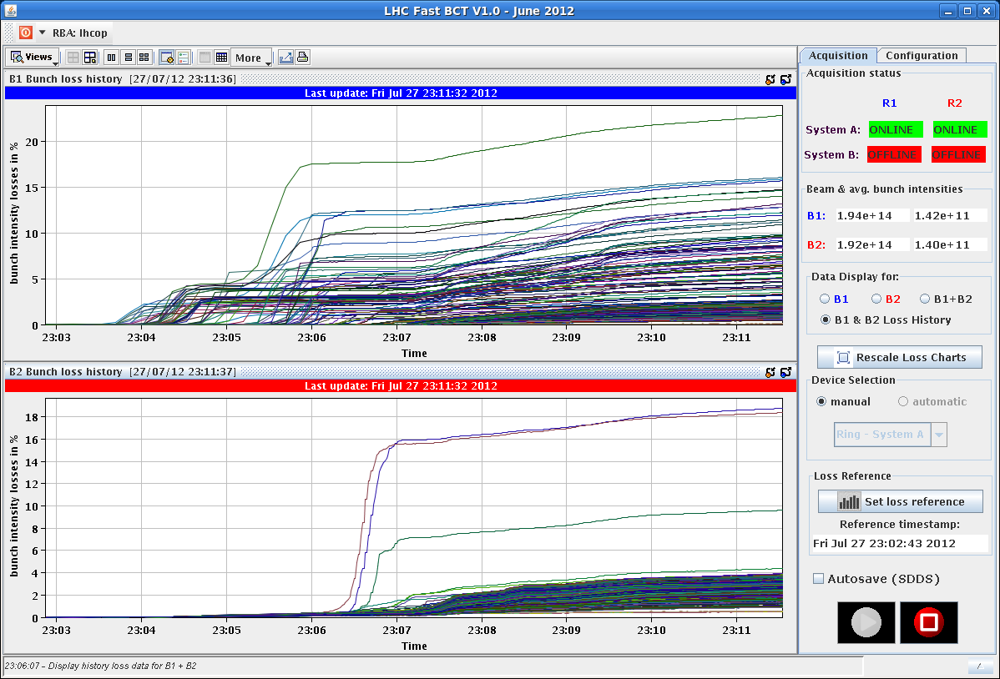 LHC Fast BCT V1.0 - June 2012
RBA: lhcop
Views
More
B1 Bunch loss history [27/07/12 23:11:36]
Last update: Fri Jul 27 23:11:32 2012
bunch intensity losses in %
20
15
10
5
0
23:03 23:04 23:05 23:06 23:07 23:08 23:09 23:10 23:11
Time
B2 Bunch loss history [27/07/12 23:11:37]
Last update: Fri Jul 27 23:11:32 2012
bunch intensity losses in %
18
16
14
12
10
8
6
4
2
0
23:03 23:04 23:05 23:06 23:07 23:08 23:09 23:10 23:11
Time
23:06:07 - Display history loss data for B1 + B2
Acquisition Configuration
Acquisition status
R1 R2
System A: ONLINE ONLINE
System B: OFFLINE OFFLINE
Beam & avg. bunch intensities
B1: 1.94e+14 1.42e+11
B2: 1.92e+14 1.40e+11
Data Display for:
B1 B2 B1+B2
B1 & B2 Loss History
Rescale Loss Charts
Device Selection
manual automatic
Ring - System A
Loss Reference
Set loss reference
Reference timestamp:
Fri Jul 27 23:02:43 2012
Autosave (SDDS)